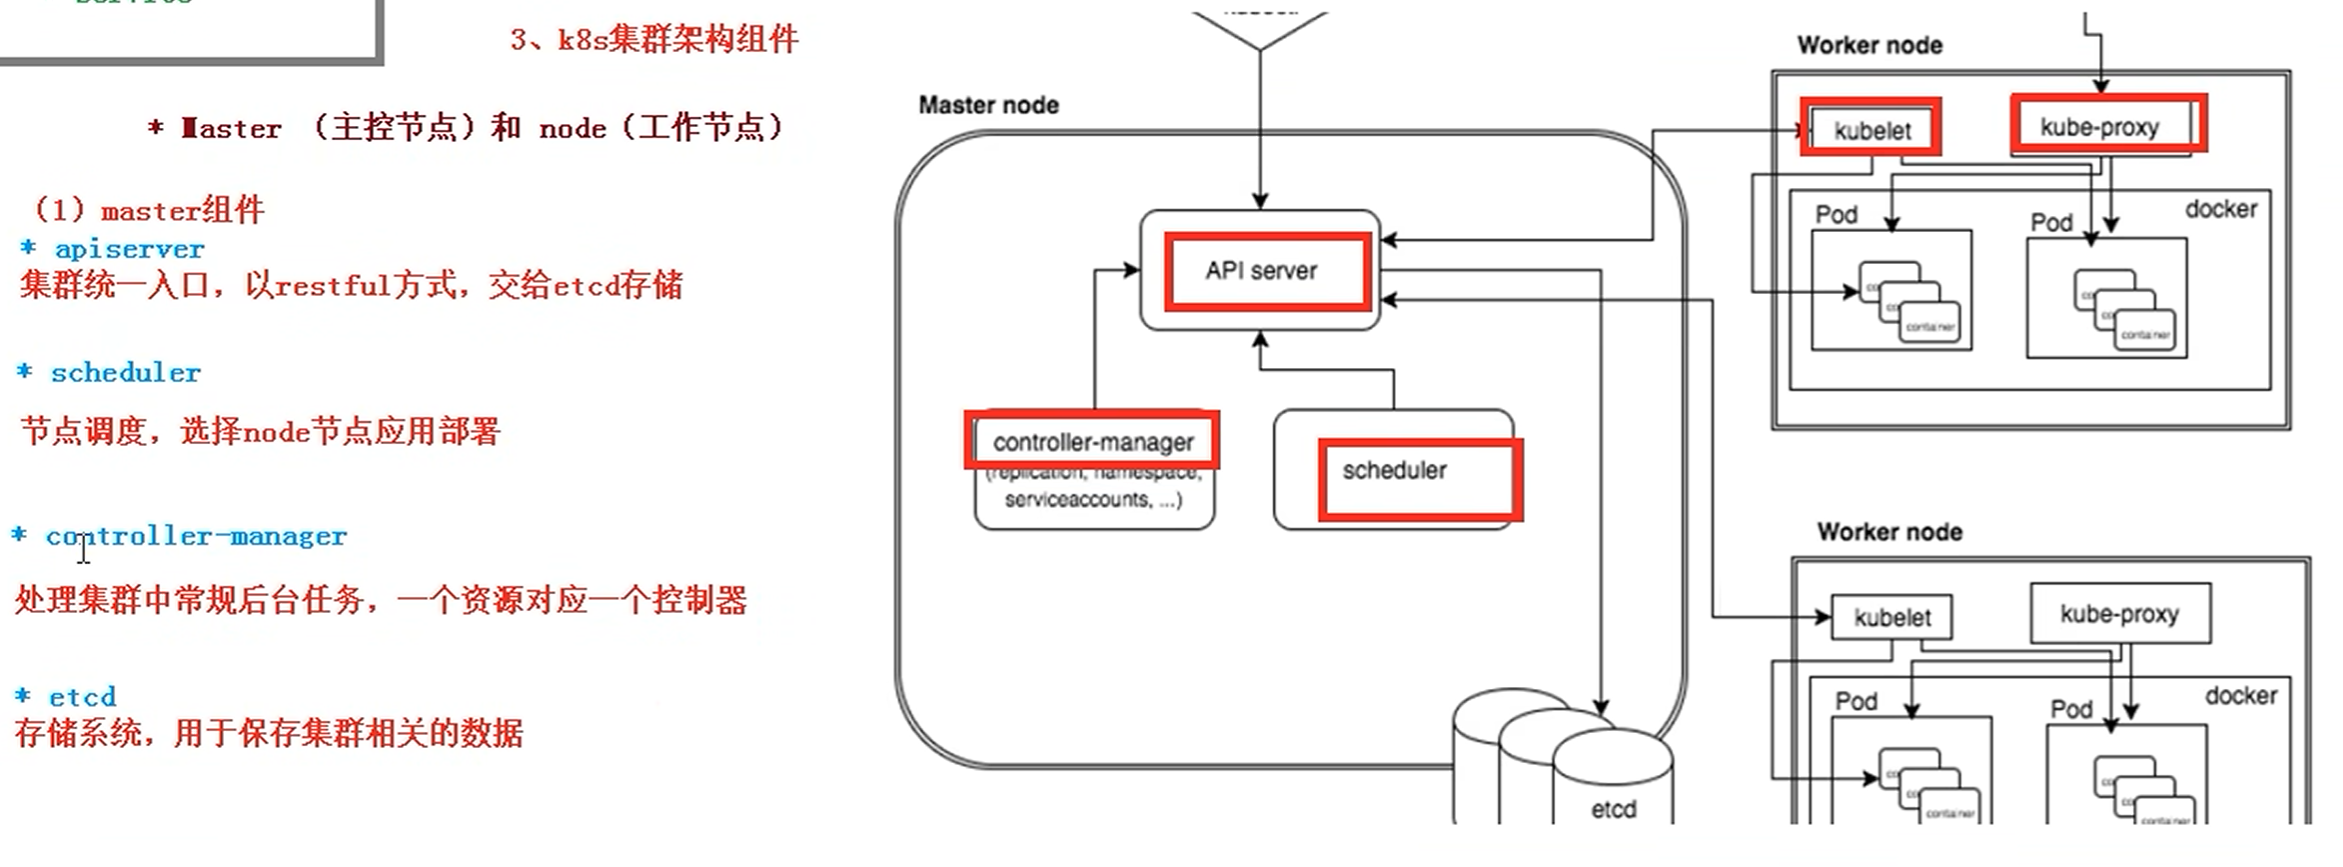 3、k8s集群架构组件
* Master （主控节点）和 node（工作节点）
（1）master组件
* apiserver
集群统一入口，以restful方式，交给etcd存储
* scheduler
节点调度，选择node节点应用部署
* controller-manager
处理集群中常规后台任务，一个资源对应一个控制器
* etcd
存储系统，用于保存集群相关的数据
Master node
API server
controller-manager
(replication, namespace,
serviceaccounts, ...)
scheduler
etcd
Worker node
kubelet
kube-proxy
docker
Pod
Pod
container
container
Worker node
kubelet
kube-proxy
docker
Pod
Pod
container
container